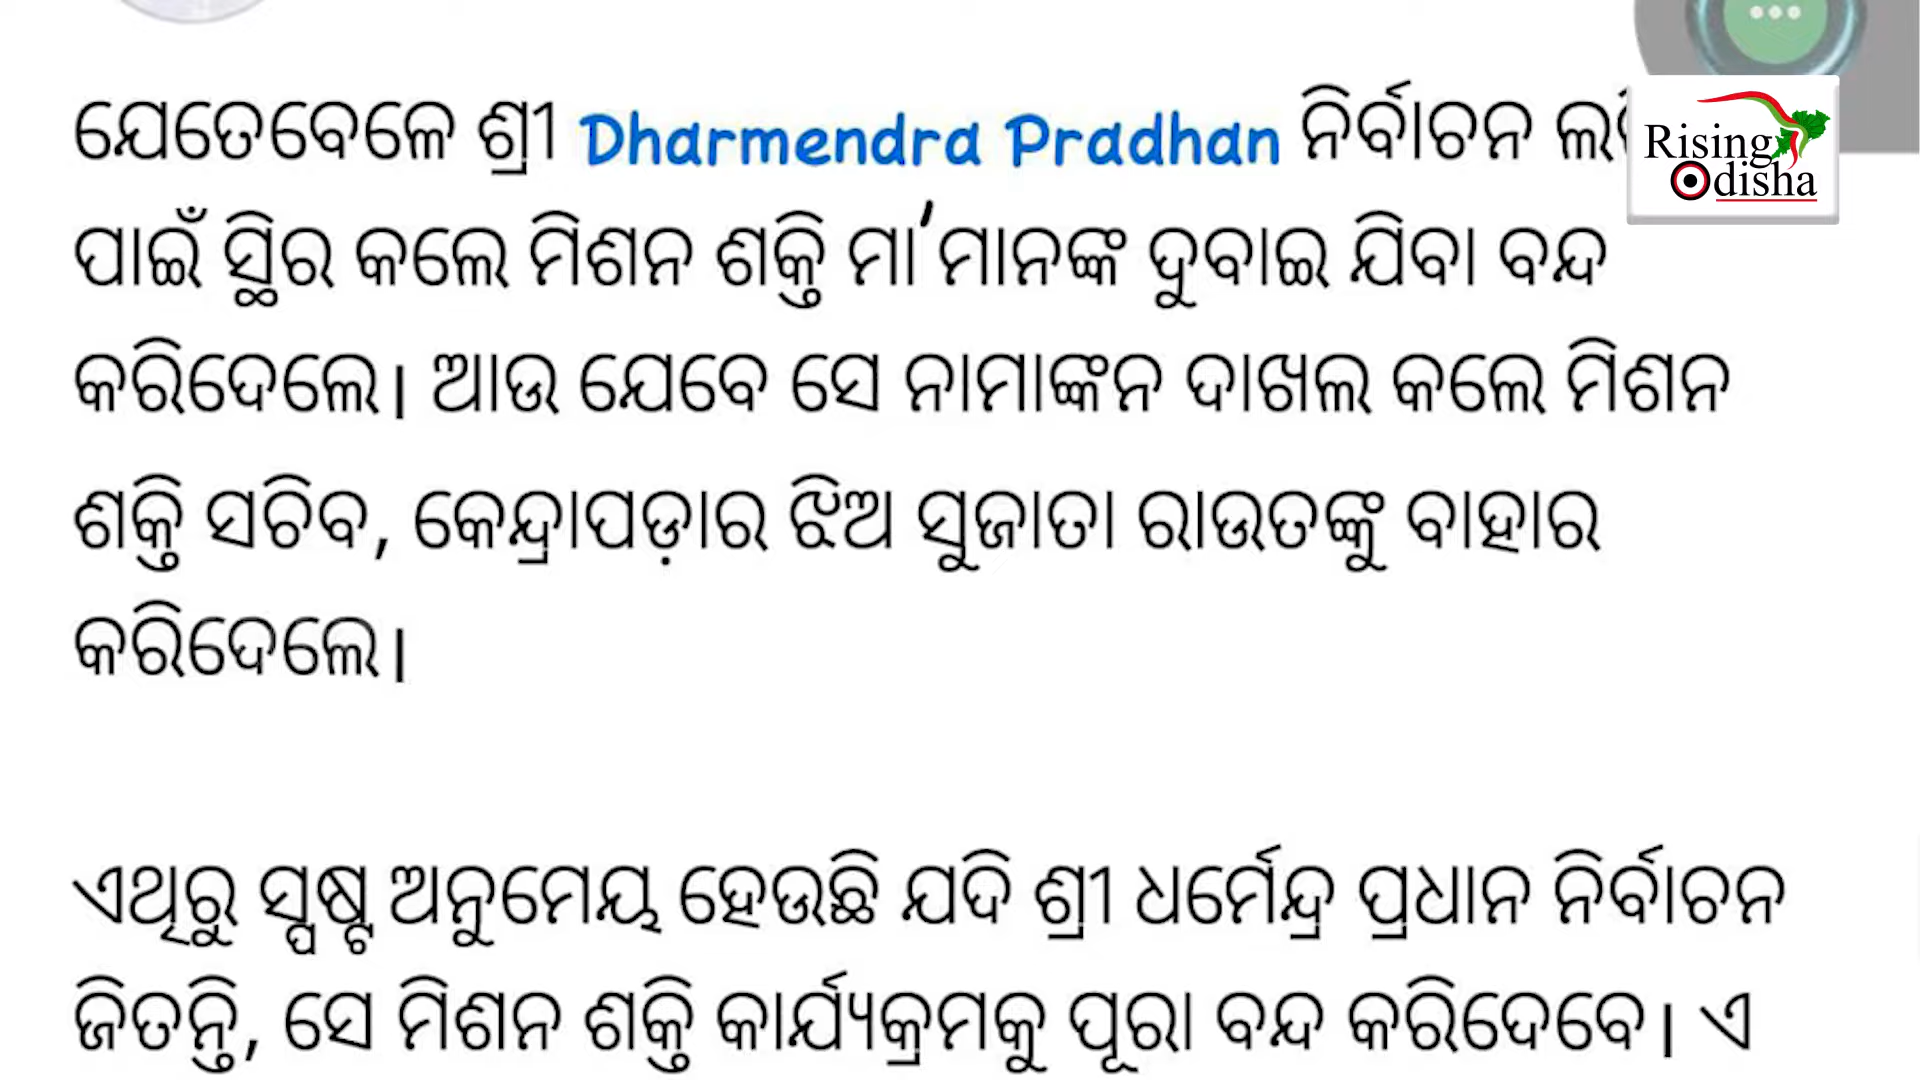 ଯେତେବେଳେ ଶ୍ରୀ Dharmendra Pradhan ନିର୍ବାଚନ
Rising Odisha
ପାଇଁ ସ୍ଥିର କଲେ ମିଶନ ଶକ୍ତି ମା'ମାନଙ୍କ ଦୁବାଇ ଯିବା ବନ୍ଦ
କରିଦେଲେ। ଆଉ ଯେବେ ସେ ନାମାଙ୍କନ ଦାଖଲ କଲେ ମିଶନ
ଶକ୍ତି ସଚିବ, କେନ୍ଦ୍ରାପଡ଼ାର ଝିଅ ସୁଜାତା ରାଉତଙ୍କୁ ବାହାର
କରିଦେଲେ।
ଏଥିରୁ ସ୍ପଷ୍ଟ ଅନୁମେୟ ହେଉଛି ଯଦି ଶ୍ରୀ ଧର୍ମେନ୍ଦ୍ର ପ୍ରଧାନ ନିର୍ବାଚନ
ଜିତନ୍ତି, ସେ ମିଶନ ଶକ୍ତି କାର୍ଯ୍ୟକ୍ରମକୁ ପୂରା ବନ୍ଦ କରିଦେବେ। ଏ